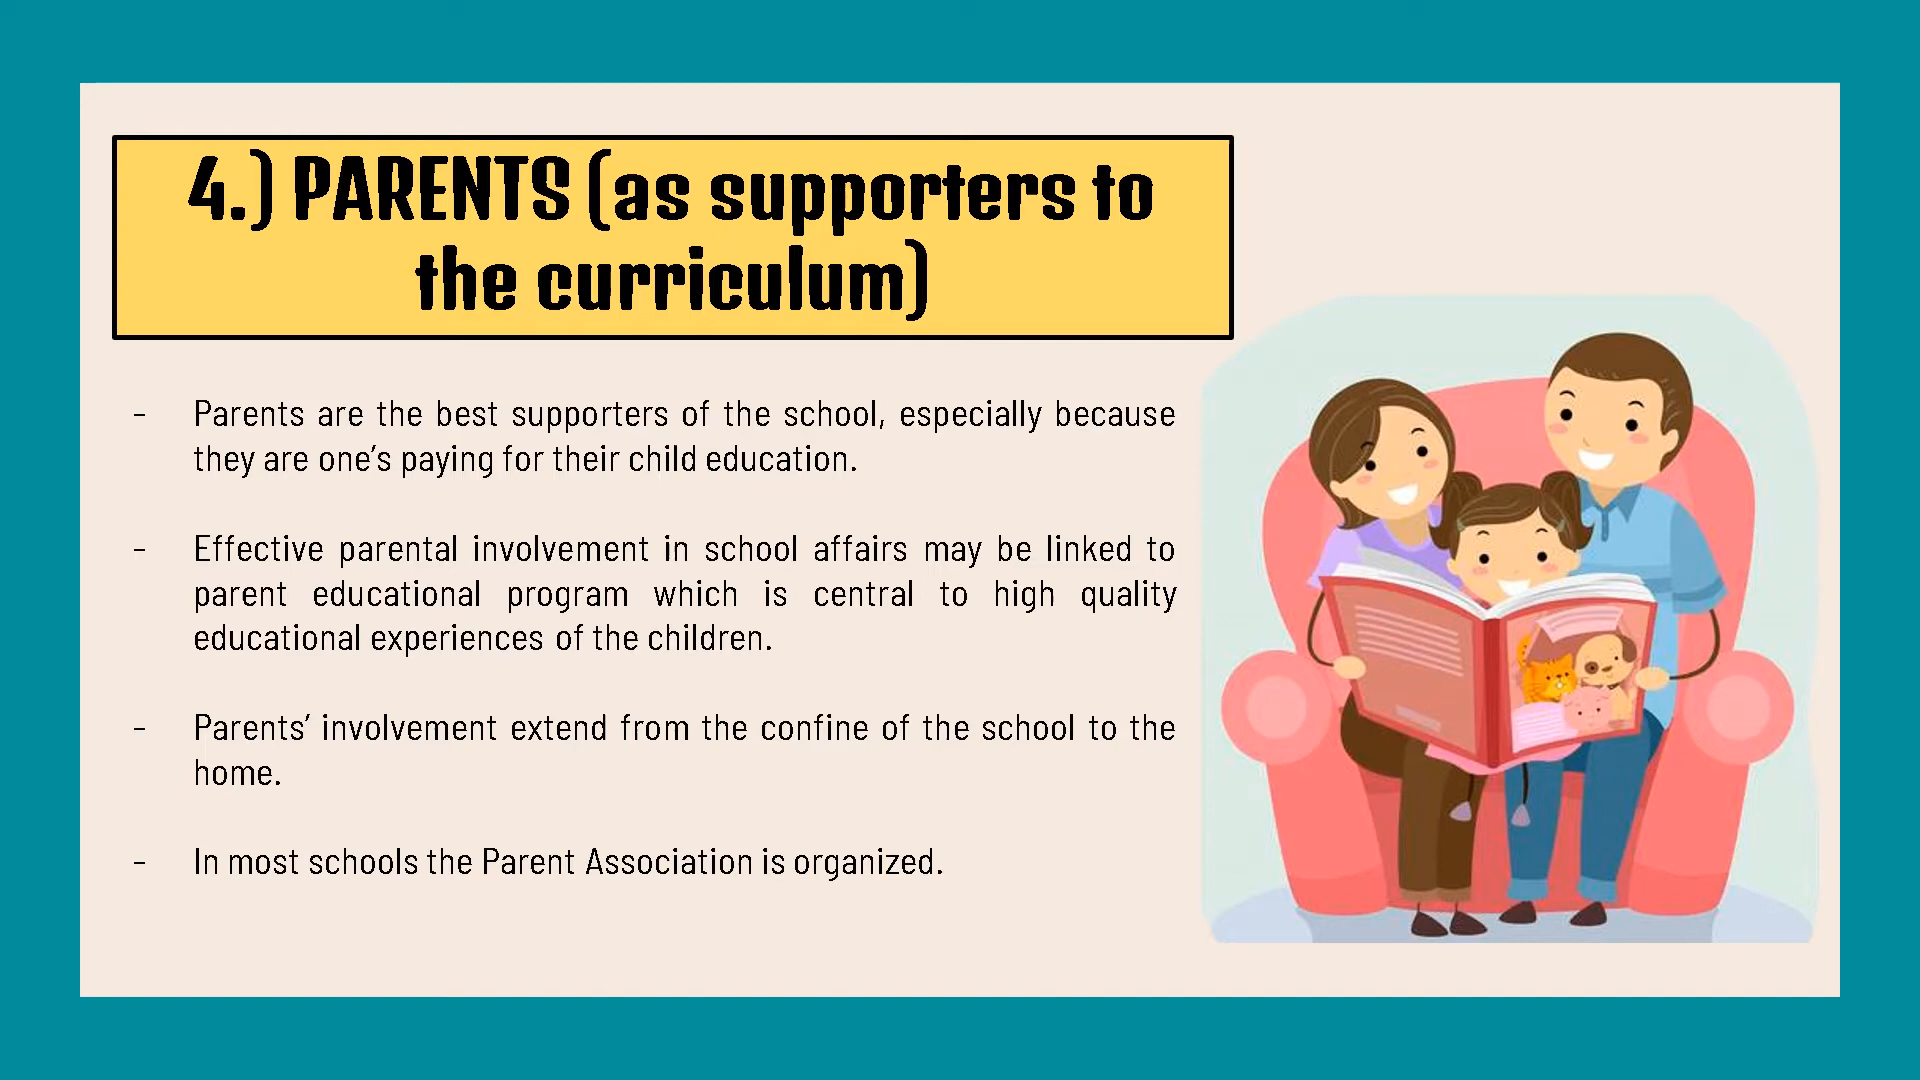 4.) PARENTS (as supporters to
the curriculum)
- Parents are the best supporters of the school, especially because
they are one's paying for their child education.
- Effective parental involvement in school affairs may be linked to
parent educational program which is central to high quality
educational experiences of the children.
- Parents' involvement extend from the confine of the school to the
home.
- In most schools the Parent Association is organized.